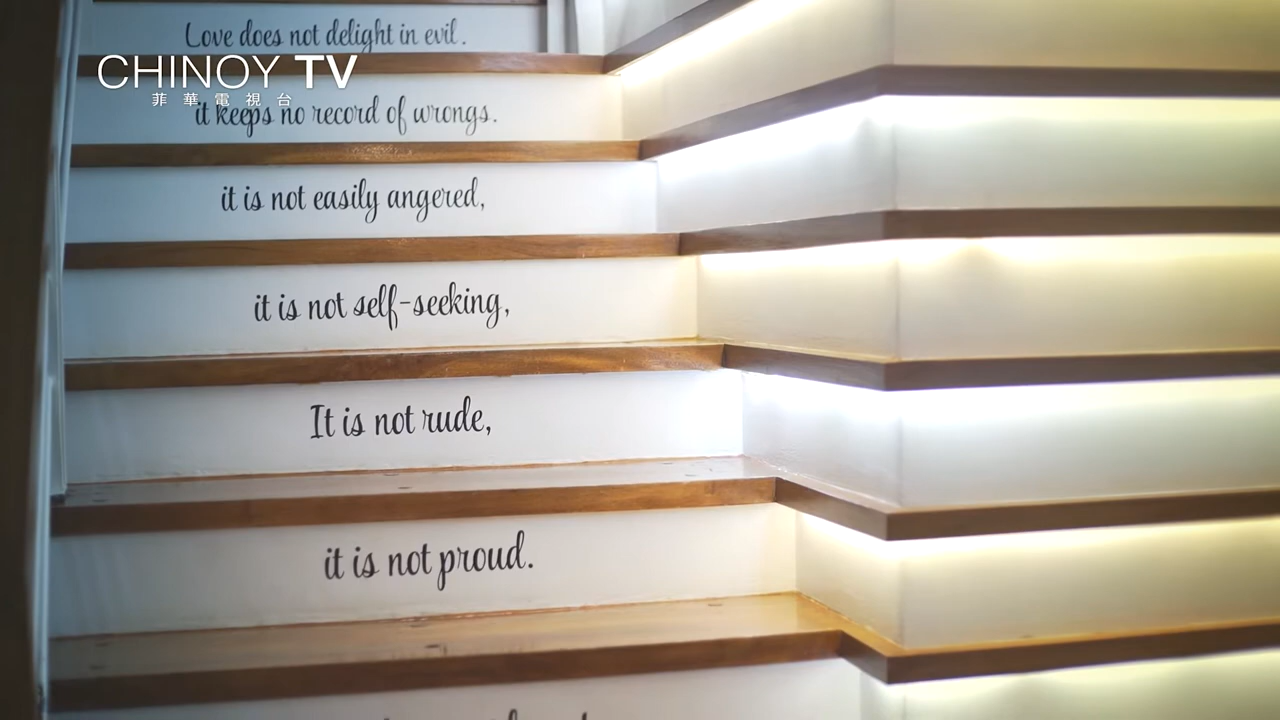 Love does not delight in evil.
CHINOY TV
菲華電視台
it keeps no record of wrongs.
it is not easily angered,
it is not self-seeking,
It is not rude,
it is not proud.